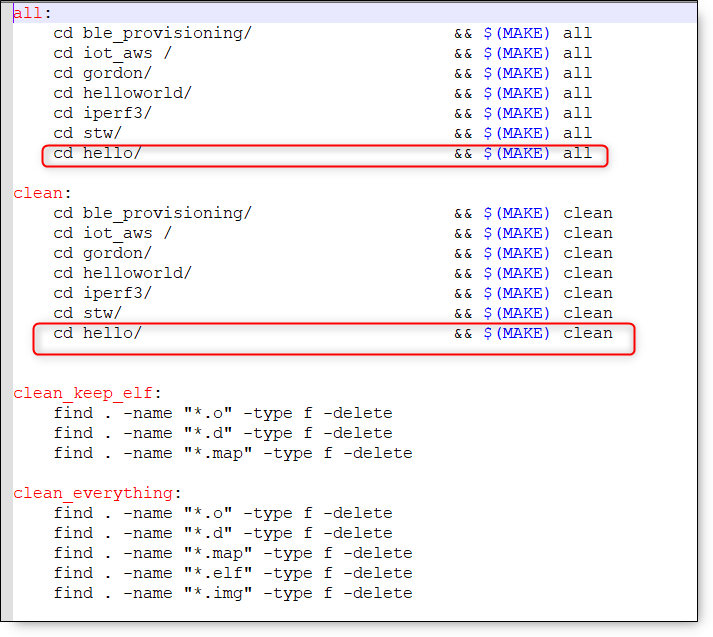 all:
    cd ble_provisioning/                    && $(MAKE) all
    cd iot_aws /                            && $(MAKE) all
    cd gordon/                              && $(MAKE) all
    cd helloworld/                          && $(MAKE) all
    cd iperf3/                              && $(MAKE) all
    cd stw/                                 && $(MAKE) all
    cd hello/                               && $(MAKE) all

clean:
    cd ble_provisioning/                    && $(MAKE) clean
    cd iot_aws /                            && $(MAKE) clean
    cd gordon/                              && $(MAKE) clean
    cd helloworld/                          && $(MAKE) clean
    cd iperf3/                              && $(MAKE) clean
    cd stw/                                 && $(MAKE) clean
    cd hello/                               && $(MAKE) clean


clean_keep_elf:
    find . -name "*.o" -type f -delete
    find . -name "*.d" -type f -delete
    find . -name "*.map" -type f -delete

clean_everything:
    find . -name "*.o" -type f -delete
    find . -name "*.d" -type f -delete
    find . -name "*.map" -type f -delete
    find . -name "*.elf" -type f -delete
    find . -name "*.img" -type f -delete